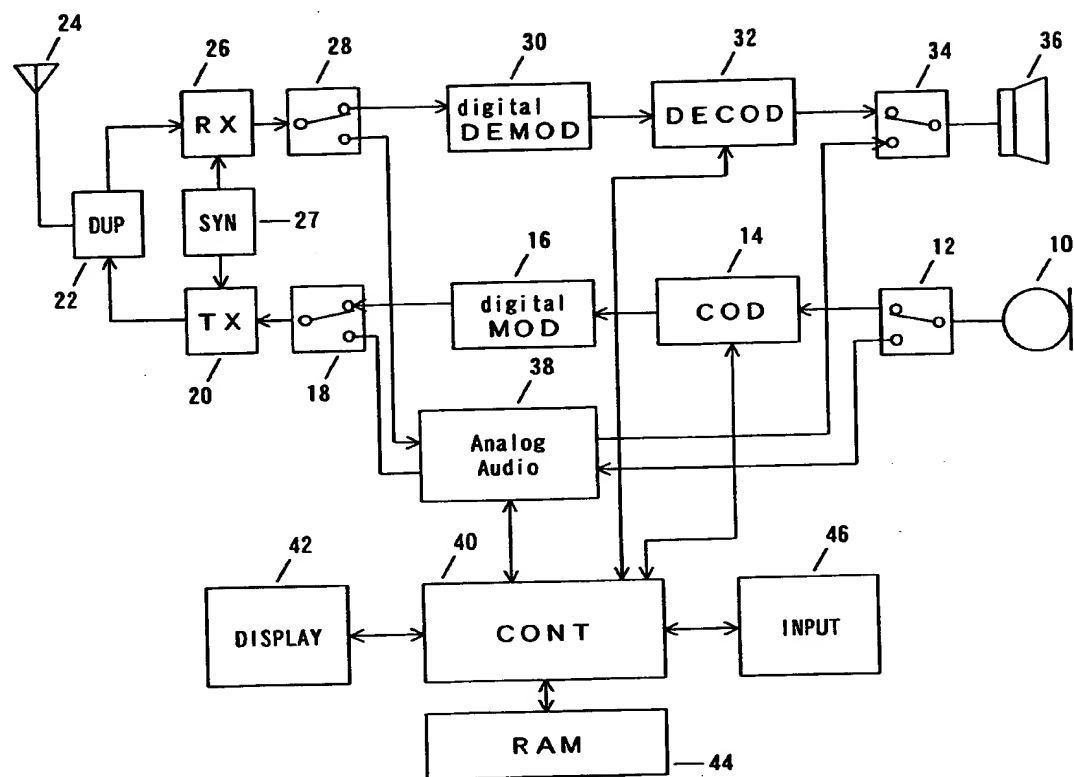 24
26
28
30
32
34
36
RX
digital
DEMOD
DECOD
DUP
SYN
27
22
16
14
12
10
TX
digital
MOD
COD
20
18
38
Analog
Audio
42
40
46
DISPLAY
CONT
INPUT
RAM
44